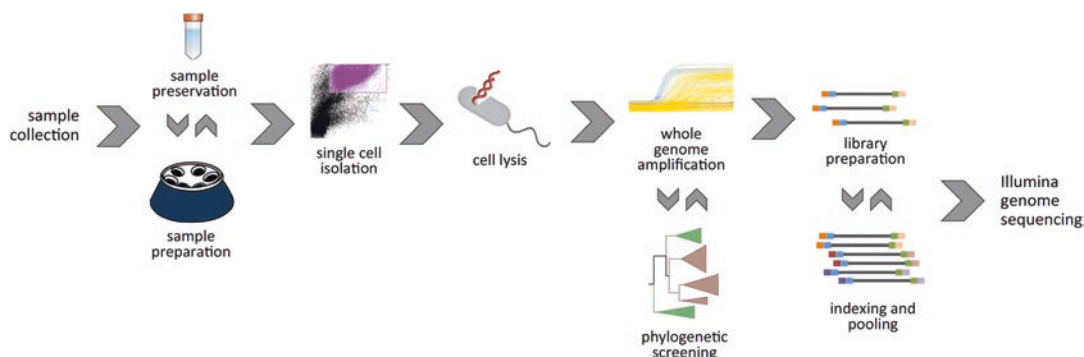 sample
collection
sample
preservation
sample
preparation
single cell
isolation
cell lysis
whole
genome
amplification
phylogenetic
screening
library
preparation
indexing and
pooling
Illumina
genome
sequencing